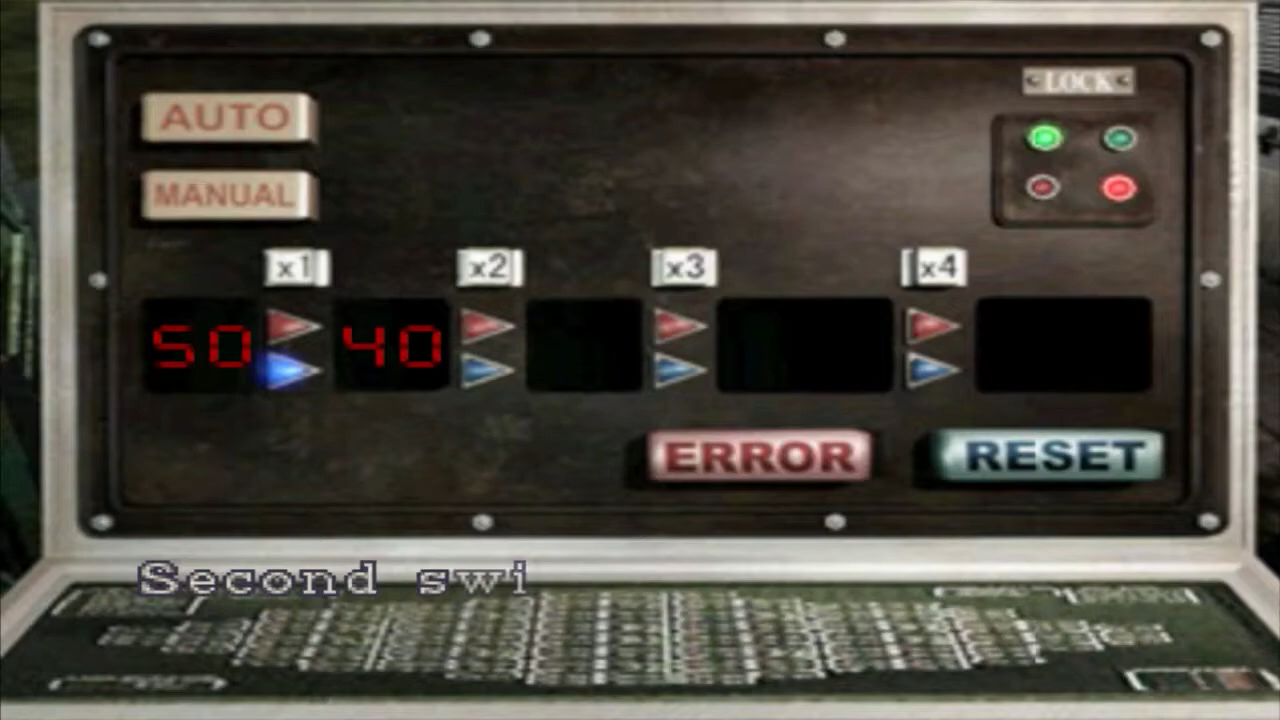 LOCK
AUTO
MANUAL
x1 x2 x3 x4
50 40
ERROR RESET
Second swi